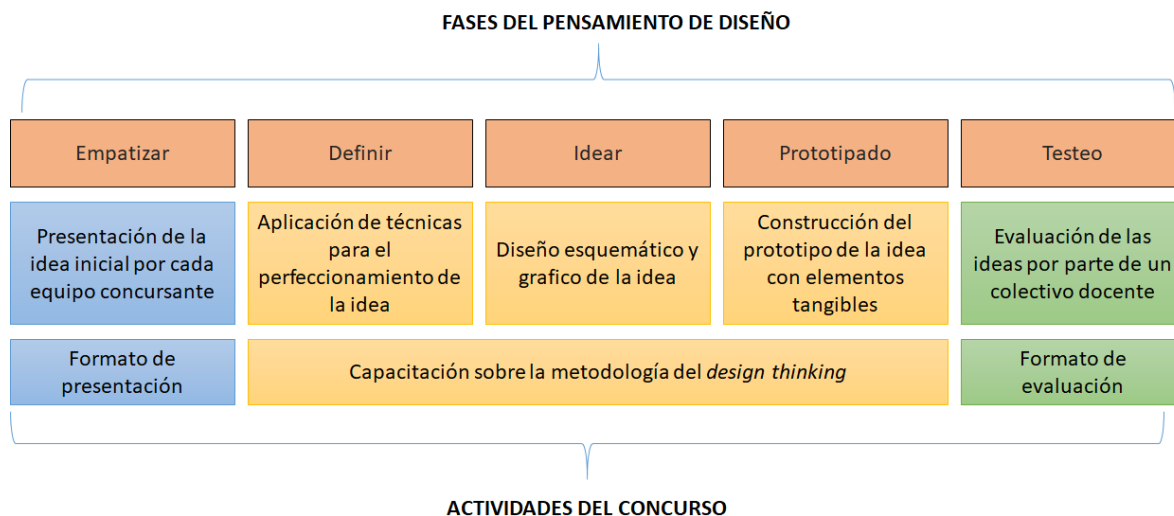 FASES DEL PENSAMIENTO DE DISEÑO
Empatizar
Definir
Idear
Prototipado
Testeo
Presentación de la
idea inicial por cada
equipo concursante
Aplicación de técnicas
para el
perfeccionamiento de
la idea
Diseño esquemático y
grafico de la idea
Construcción del
prototipo de la idea
con elementos
tangibles
Evaluación de las
ideas por parte de un
colectivo docente
Formato de
presentación
Capacitación sobre la metodología del design thinking
Formato de
evaluación
ACTIVIDADES DEL CONCURSO